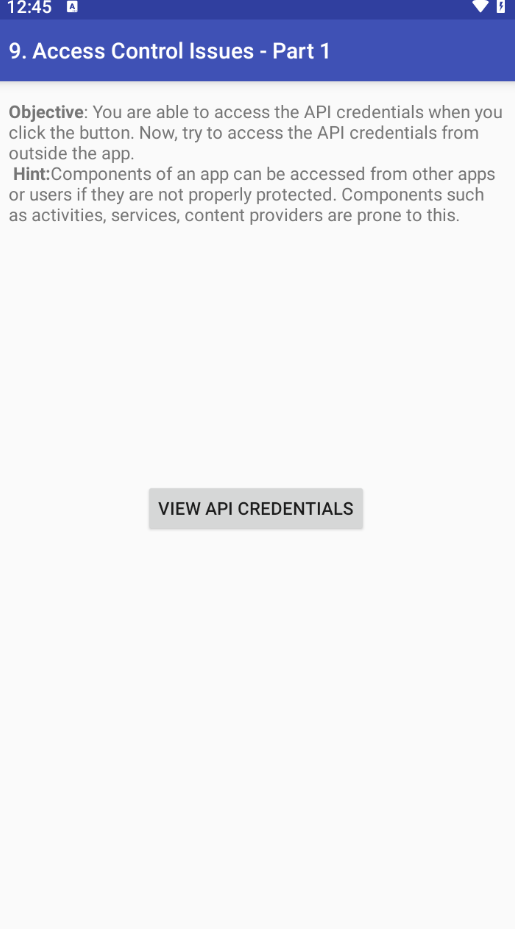 12:45 A
9. Access Control Issues - Part 1
Objective: You are able to access the API credentials when you
click the button. Now, try to access the API credentials from
outside the app.
Hint:Components of an app can be accessed from other apps
or users if they are not properly protected. Components such
as activities, services, content providers are prone to this.
VIEW API CREDENTIALS